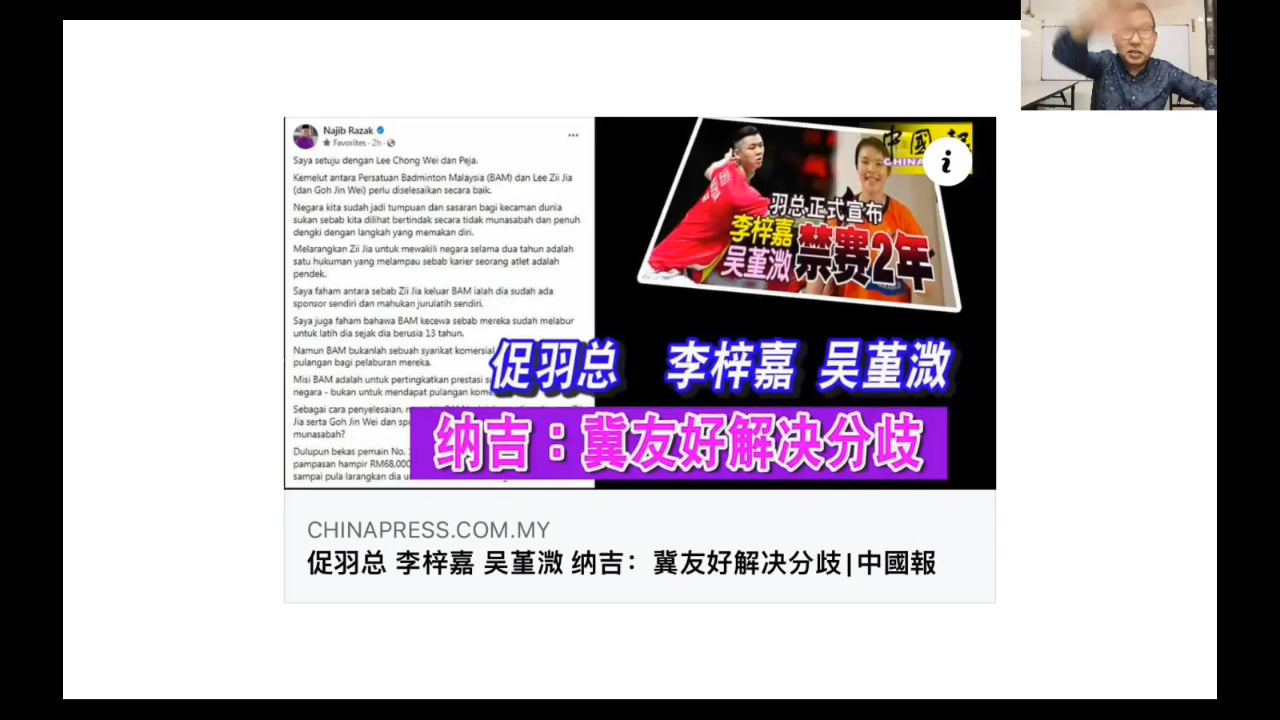 Najib Razak
Favorites · 2h ·
Saya setuju dengan Lee Chong Wei dan Peja.
Kemelut antara Persatuan Badminton Malaysia (BAM) dan Lee Zii Jia
(dan Goh Jin Wei) perlu diselesaikan secara baik.
Negara kita sudah jadi tumpuan dan sasaran bagi kecaman dunia
sukan sebab kita dilihat bertindak secara tidak munasabah dan penuh
dengki dengan langkah yang memakan diri.
Melarangkan Zii Jia untuk mewakili negara selama dua tahun adalah
satu hukuman yang melampau sebab karier seorang atlet adalah
pendek.
Saya faham antara sebab Zii Jia keluar BAM ialah dia sudah ada
sponsor sendiri dan mahukan jurulatih sendiri.
Saya juga faham bahawa BAM kecewa sebab mereka sudah melabur
untuk latih dia sejak dia berusia 13 tahun.
Namun BAM bukanlah sebuah syarikat komersial
pulangan bagi pelaburan mereka.
Misi BAM adalah untuk pertingkatkan prestasi
negara - bukan untuk mendapat pulangan
Sebagai cara penyelesaian,
Jia serta Goh Jin Wei dan
munasabah?
Dulupun bekas pemain No.
pampasan hampir RM68,000
sampai pula larangkan dia
中國報
CHINA
羽总正式宣布
李梓嘉
吴堇溦 禁赛2年
促羽总 李梓嘉 吴堇溦
纳吉：冀友好解决分歧
CHINAPRESS.COM.MY
促羽总 李梓嘉 吴堇溦 纳吉：冀友好解决分歧|中國報